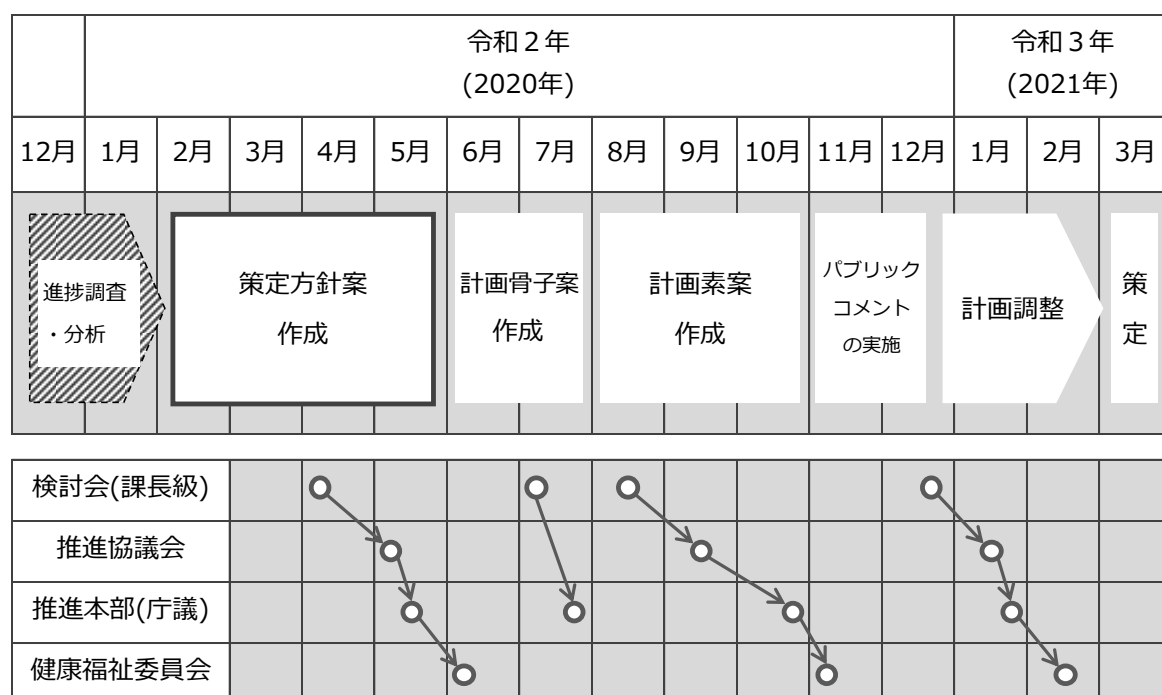 令和２年
(2020年)
令和３年
(2021年)
12月 1月 2月 3月 4月 5月 6月 7月 8月 9月 10月 11月 12月 1月 2月 3月
進捗調査
・分析
策定方針案
作成
計画骨子案
作成
計画素案
作成
パブリック
コメント
の実施
計画調整
策
定
検討会(課長級)
推進協議会
推進本部(庁議)
健康福祉委員会